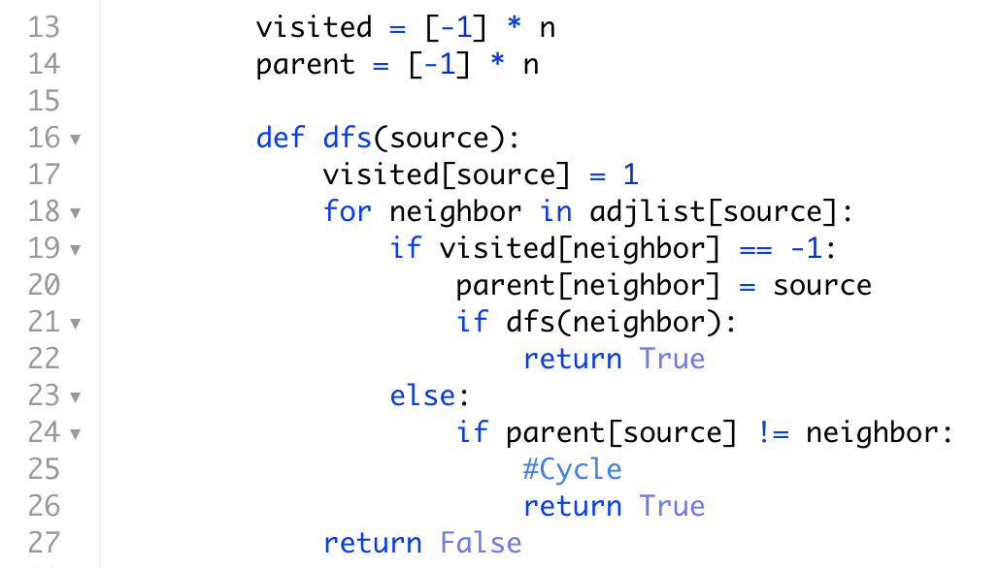 13 visited = [-1] * n
14 parent = [-1] * n
15
16 def dfs(source):
17 visited[source] = 1
18 for neighbor in adjlist[source]:
19 if visited[neighbor] == -1:
20 parent[neighbor] = source
21 if dfs(neighbor):
22 return True
23 else:
24 if parent[source] != neighbor:
25 #Cycle
26 return True
27 return False